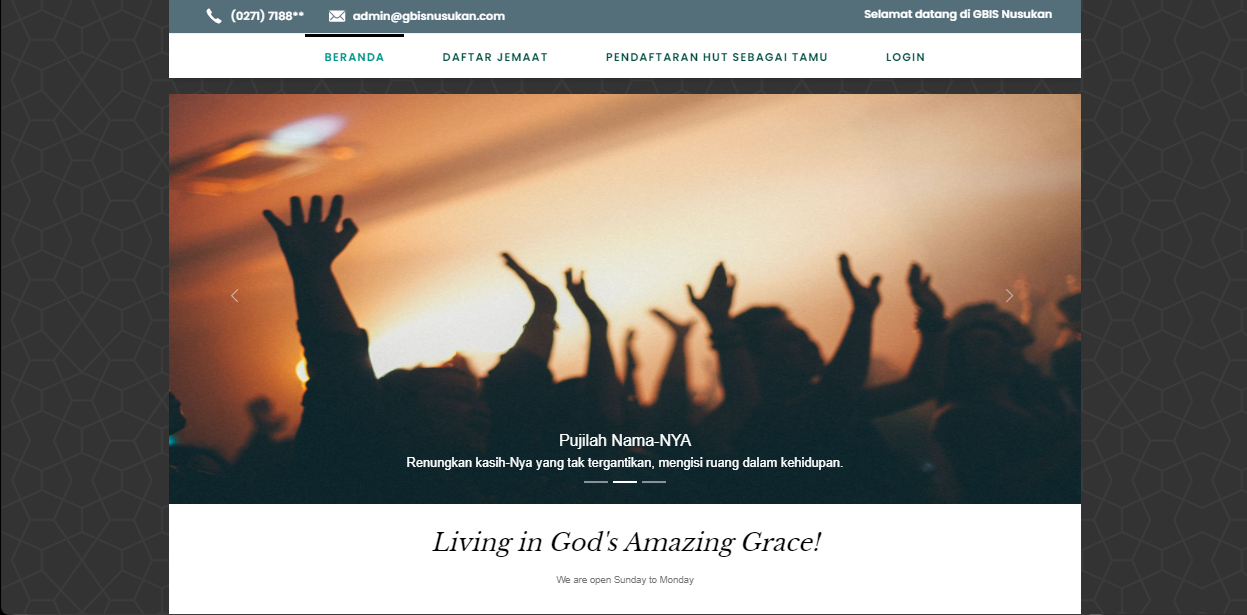 (0271) 7188** admin@gbisnusukan.com Selamat datang di GBIS Nusukan
BERANDA DAFTAR JEMAAT PENDAFTARAN HUT SEBAGAI TAMU LOGIN
Pujilah Nama-NYA
Renungkan kasih-Nya yang tak tergantikan, mengisi ruang dalam kehidupan.
Living in God's Amazing Grace!
We are open Sunday to Monday